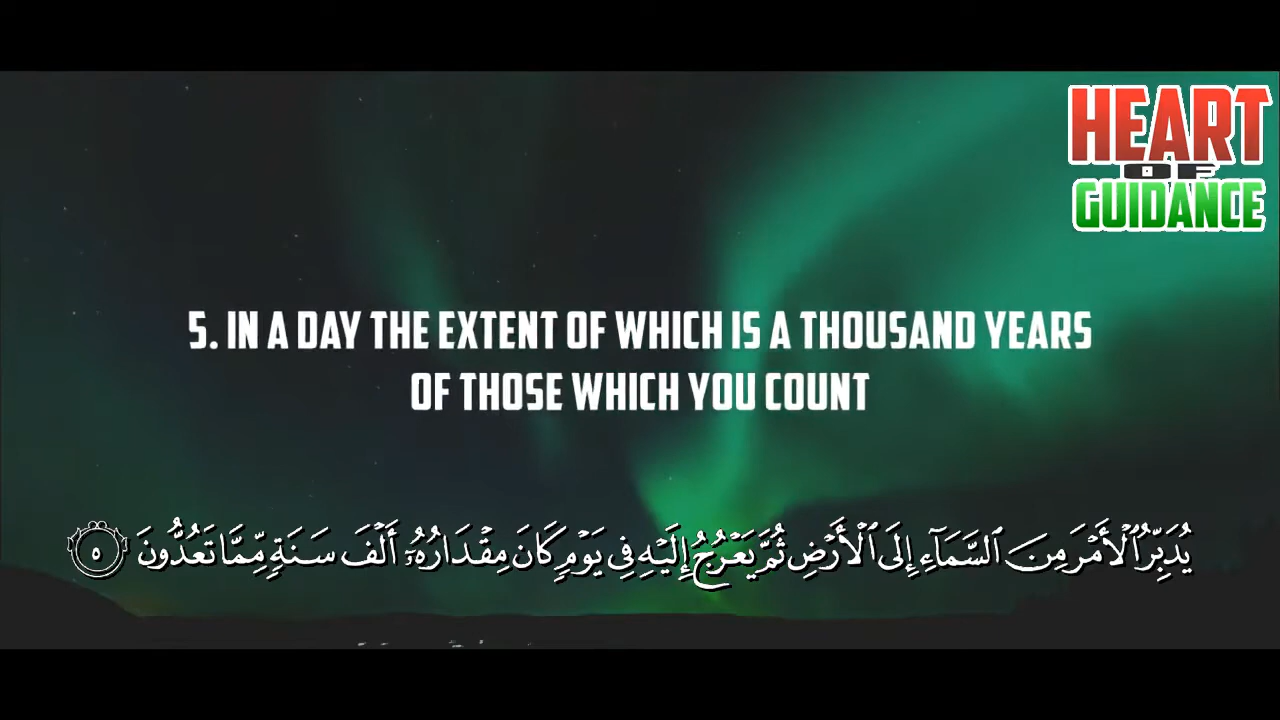 HEART
OF
GUIDANCE
5. IN A DAY THE EXTENT OF WHICH IS A THOUSAND YEARS
OF THOSE WHICH YOU COUNT
يُدَبِّرُ ٱلْأَمْرَ مِنَ ٱلسَّمَآءِ إِلَى ٱلْأَرْضِ ثُمَّ يَعْرُجُ إِلَيْهِ فِي يَوْمٍ كَانَ مِقْدَارُهُۥٓ أَلْفَ سَنَةٍ مِّمَّا تَعُدُّونَ ٥